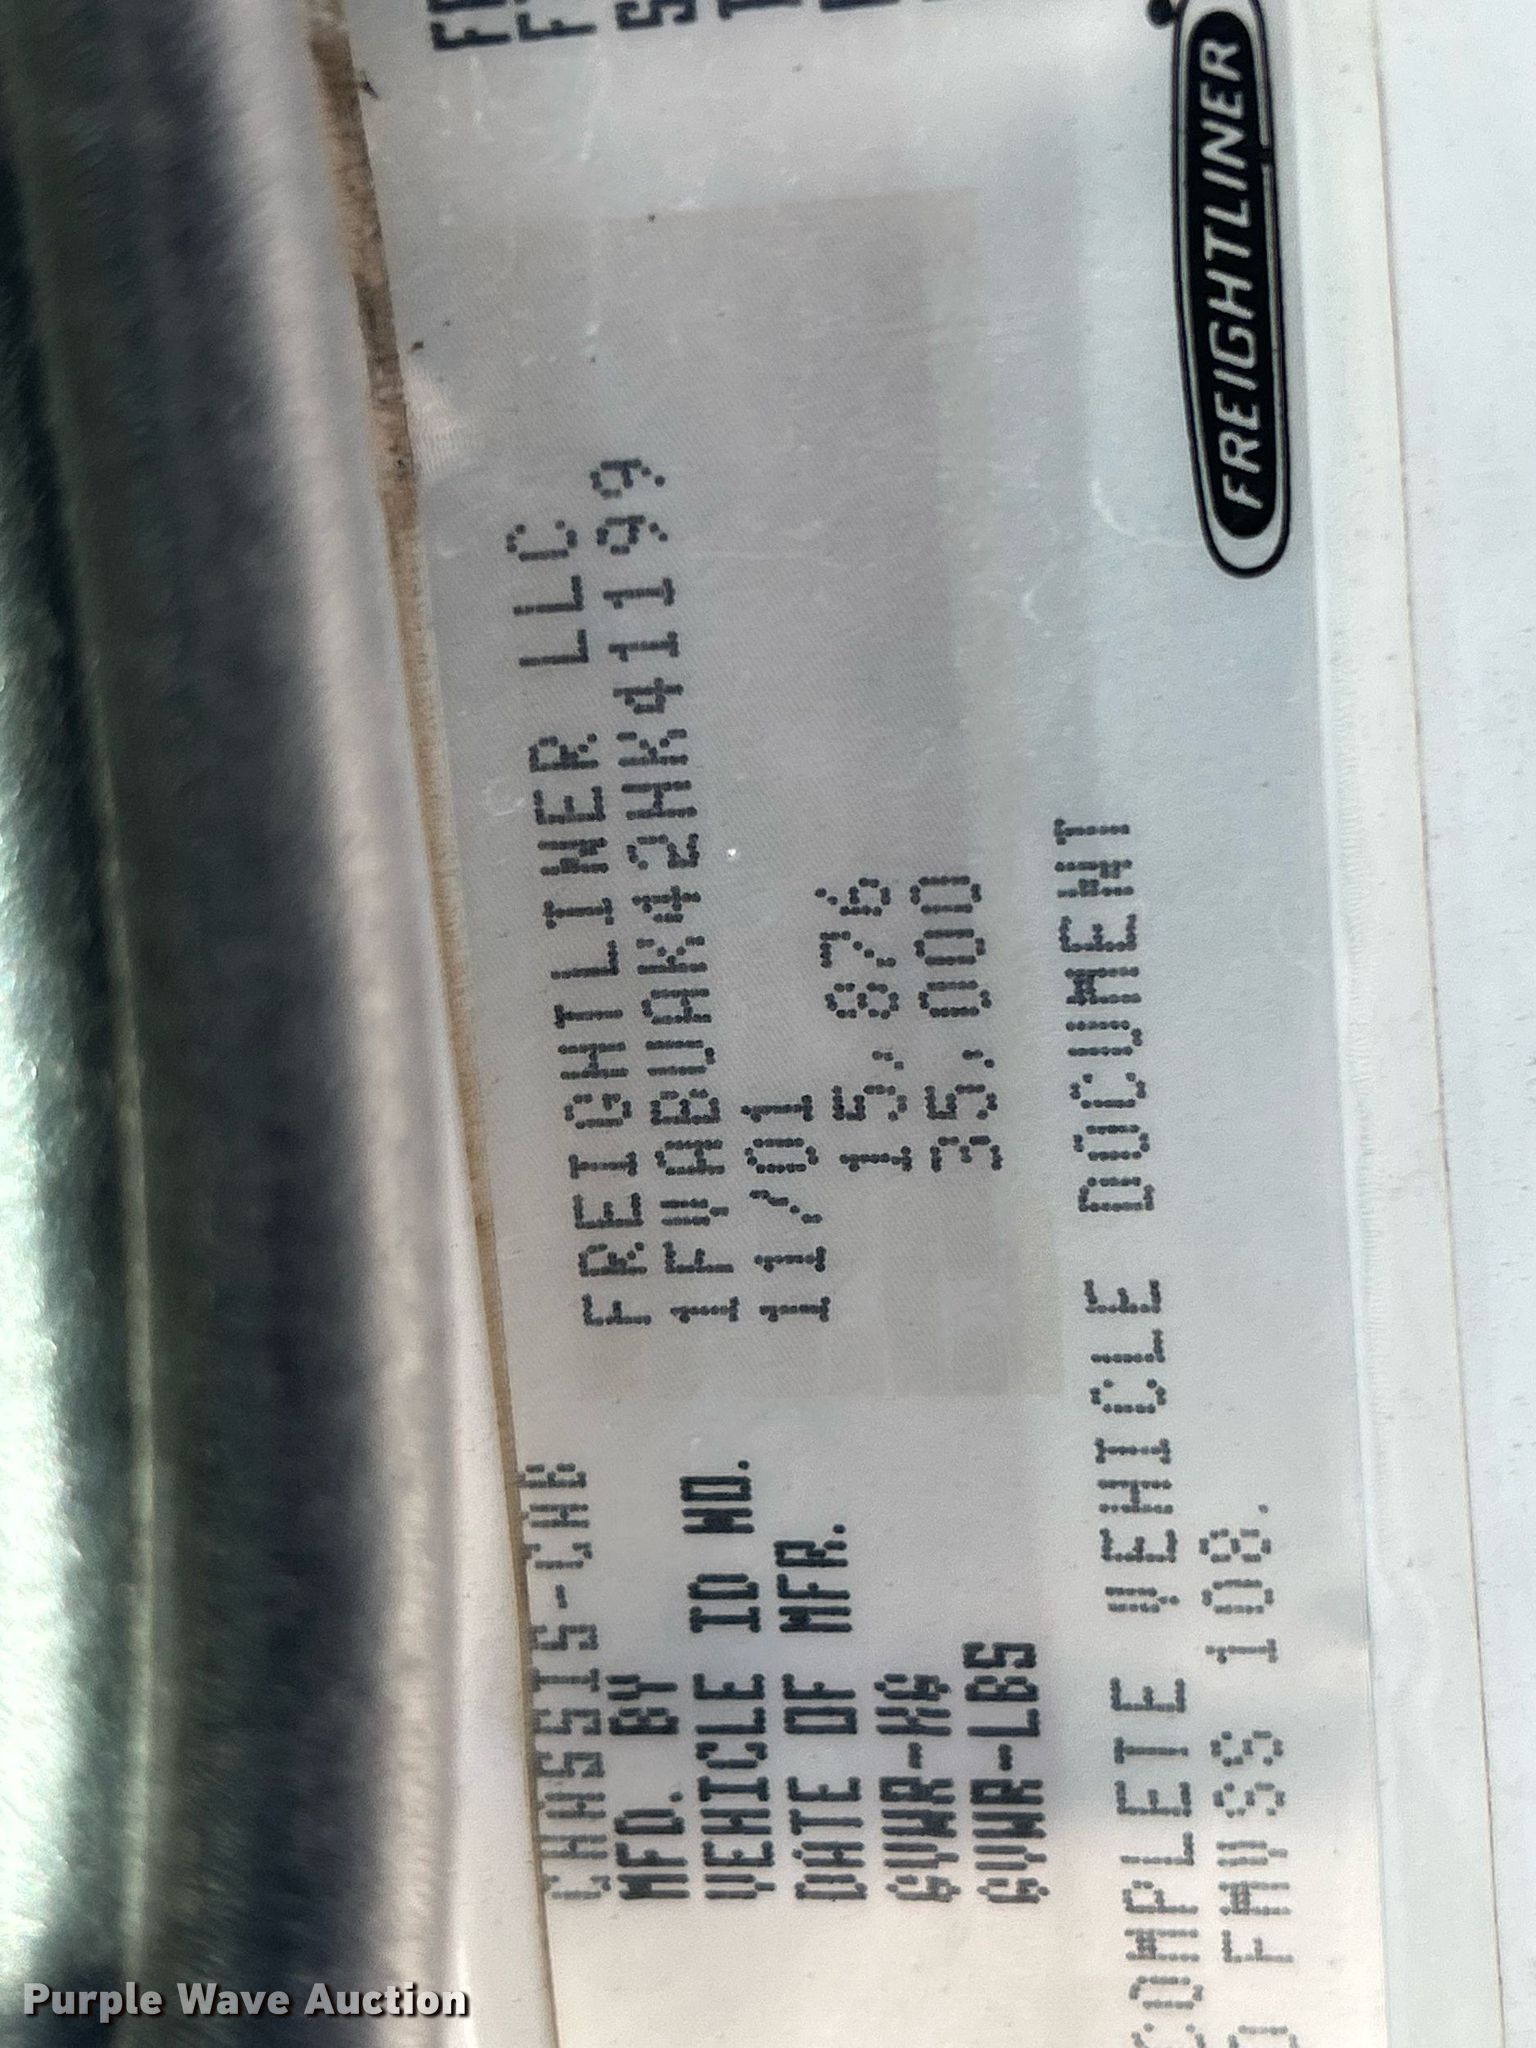 CHASSIS-CAB
MFD. BY FREIGHTLINER LLC
VEHICLE ID NO. 1FVABUAK42HK41199
DATE OF MFR. 11/01
GVWR-KG 15,876
GVWR-LBS 35,000
OMPLETE VEHICLE DOCUMENT
D FMVSS 108.
FREIGHTLINER
Purple Wave Auction